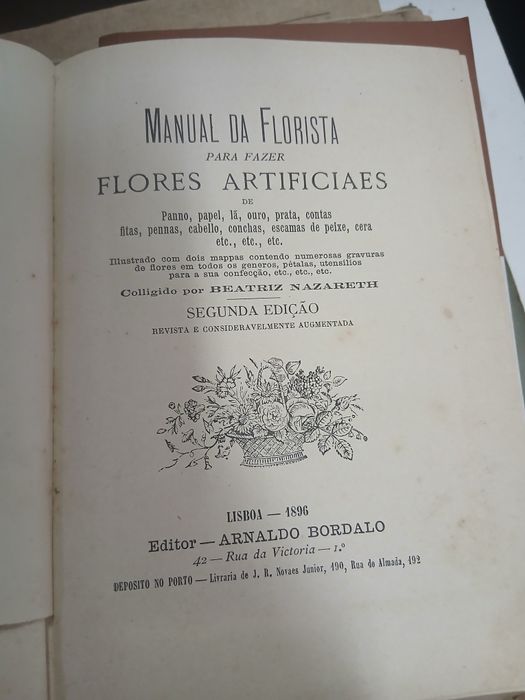 MANUAL DA FLORISTA
PARA FAZER
FLORES ARTIFICIAES
DE
Panno, papel, lã, ouro, prata, contas
fitas, pennas, cabello, conchas, escamas de peixe, cera
etc., etc., etc.
Illustrado com dois mappas contendo numerosas gravuras
de flores em todos os generos, pétalas, utensilios
para a sua confecção, etc., etc., etc.
Colligido por BEATRIZ NAZARETH
SEGUNDA EDIÇÃO
REVISTA E CONSIDERAVELMENTE AUGMENTADA
LISBOA — 1896
Editor — ARNALDO BORDALO
42 — Rua da Victoria — 1.º
DEPOSITO NO PORTO — Livraria de J. R. Novaes Junior, 190, Rua do Almada, 192